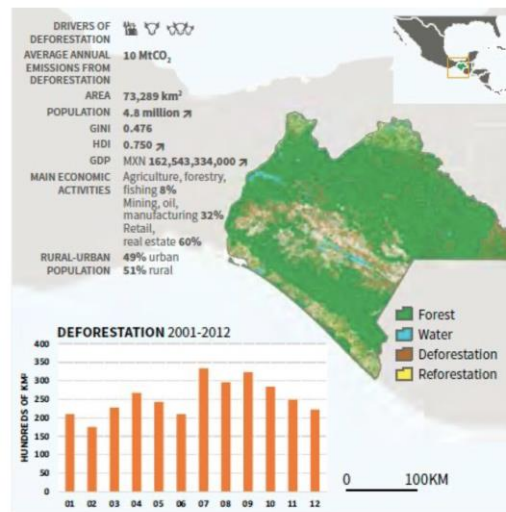 DRIVERS OF
DEFORESTATION
AVERAGE ANNUAL 10 MtCO₂
EMISSIONS FROM
DEFORESTATION
AREA 73,289 km²
POPULATION 4.8 million ↗
GINI 0.476
HDI 0.750 ↗
GDP MXN 162,543,334,000 ↗
MAIN ECONOMIC Agriculture, forestry,
ACTIVITIES fishing 8%
Mining, oil,
manufacturing 32%
Retail,
real estate 60%
RURAL-URBAN 49% urban
POPULATION 51% rural
Forest
Water
Deforestation
Reforestation
DEFORESTATION 2001-2012
HUNDREDS OF KM²
400
350
300
250
200
150
100
50
0
01 02 03 04 05 06 07 08 09 10 11 12
0 100KM